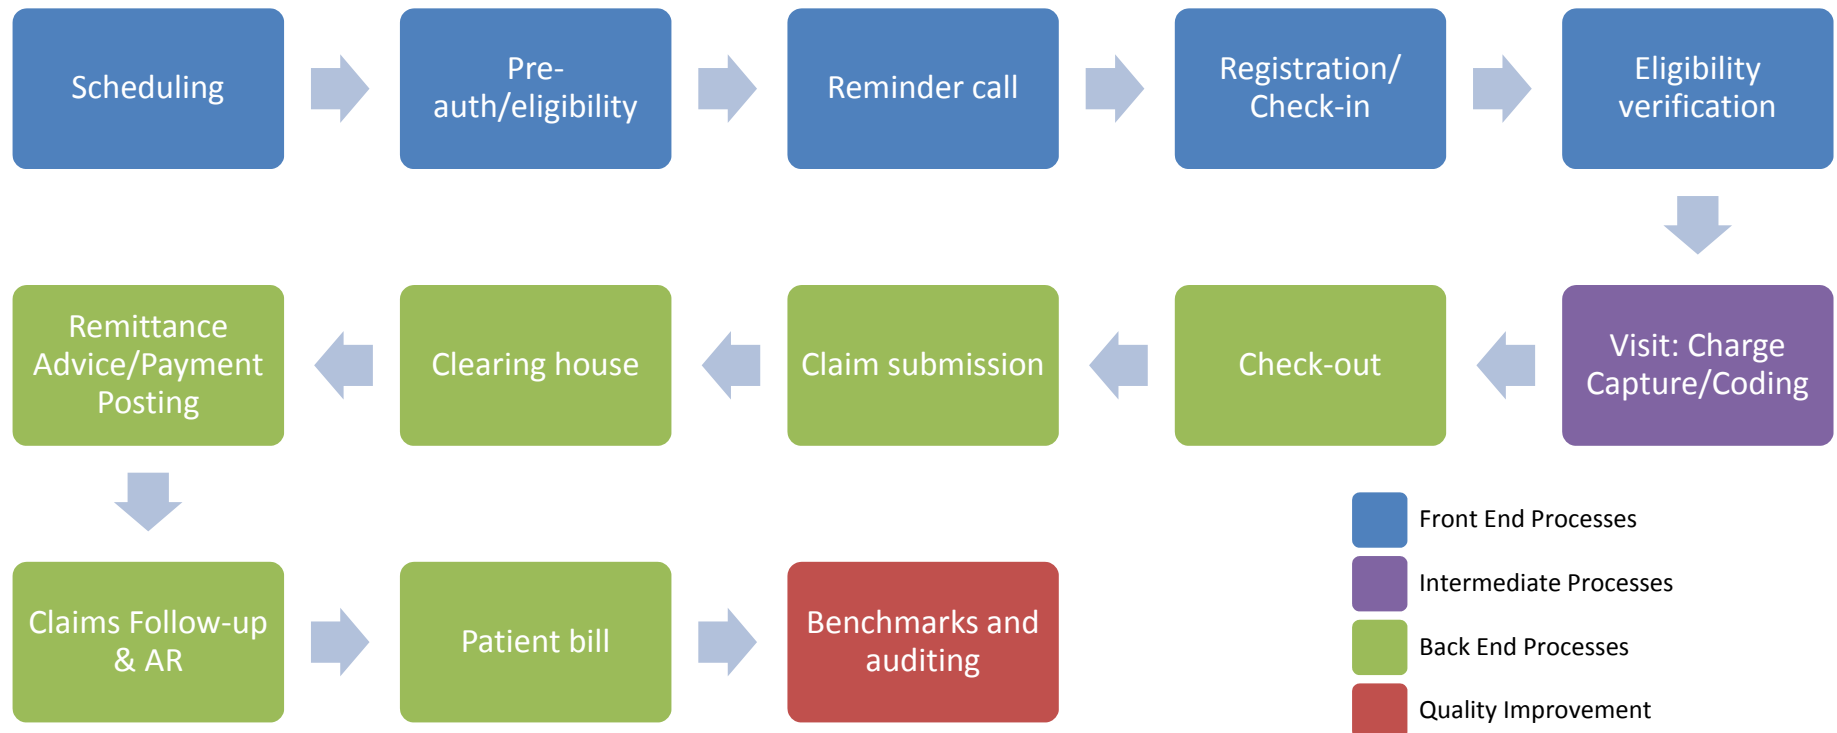 Scheduling
Pre-
auth/eligibility
Reminder call
Registration/
Check-in
Eligibility
verification
Remittance
Advice/Payment
Posting
Clearing house
Claim submission
Check-out
Visit: Charge
Capture/Coding
Claims Follow-up
& AR
Patient bill
Benchmarks and
auditing
Front End Processes
Intermediate Processes
Back End Processes
Quality Improvement